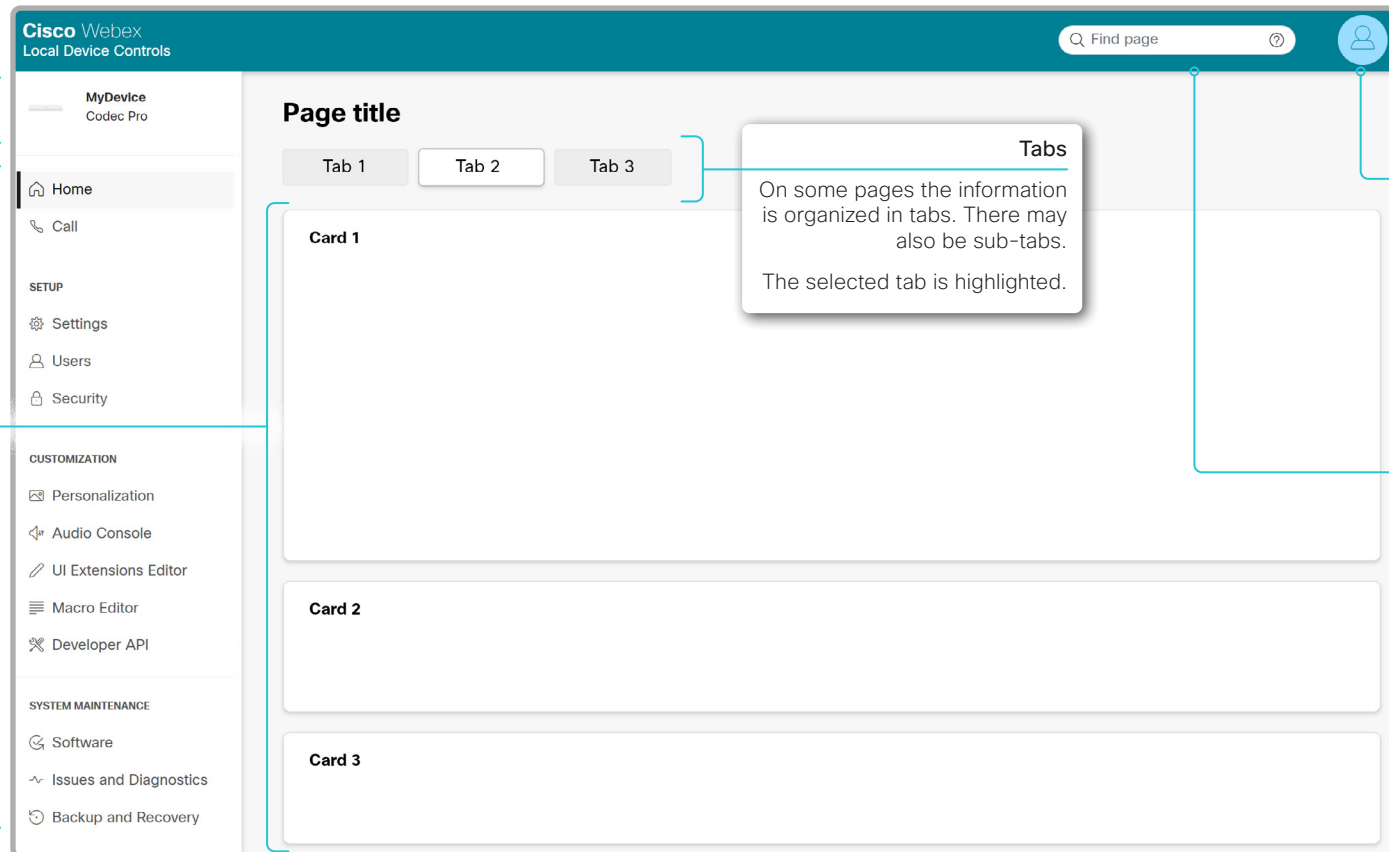 Cisco Webex
Local Device Controls
Find page
MyDevice
Codec Pro
Home
Call
SETUP
Settings
Users
Security
CUSTOMIZATION
Personalization
Audio Console
UI Extensions Editor
Macro Editor
Developer API
SYSTEM MAINTENANCE
Software
Issues and Diagnostics
Backup and Recovery
Page title
Tab 1
Tab 2
Tab 3
Tabs
On some pages the information
is organized in tabs. There may
also be sub-tabs.
The selected tab is highlighted.
Card 1
Card 2
Card 3